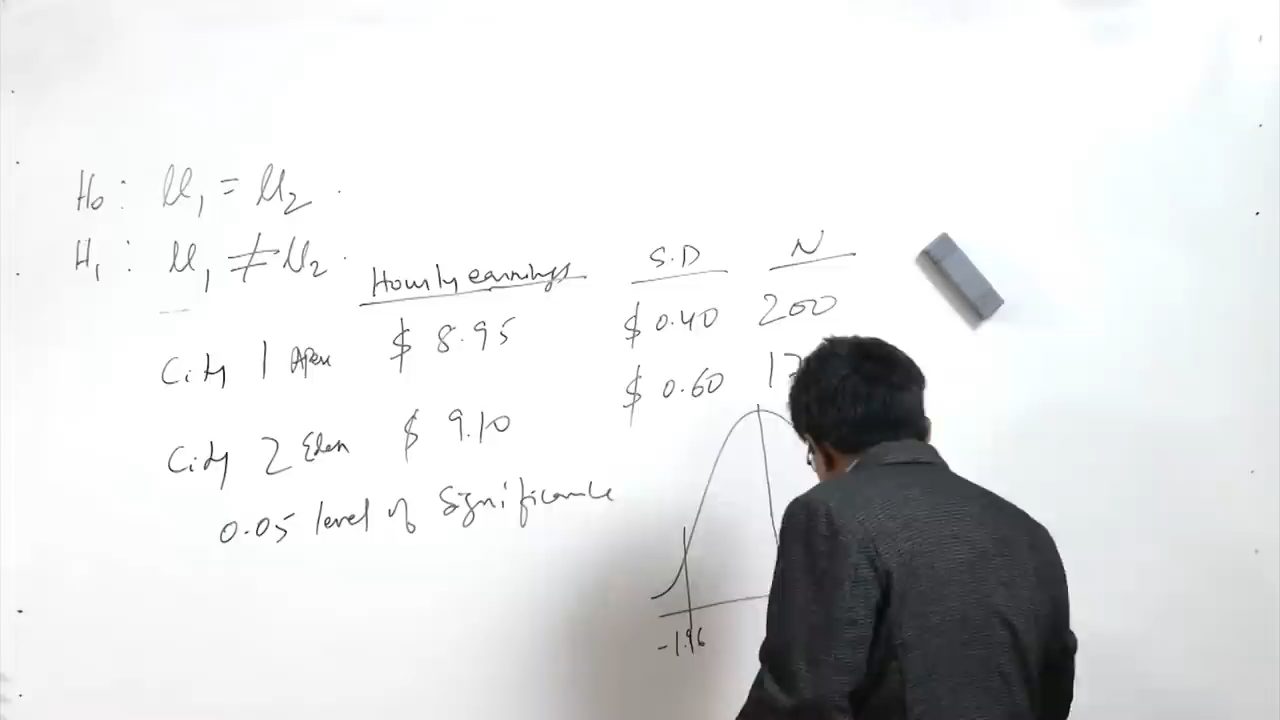 H₀: μ₁ = μ₂.
H₁: μ₁ ≠ μ₂.
Hourly earnings S.D N
City 1 Apex $ 8.95 $ 0.40 200
City 2 Eden $ 9.10 $ 0.60
0.05 level of Significance
-1.96